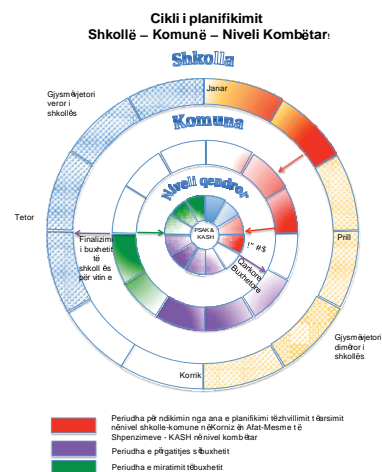 Cikli i planifikimit
Shkollë – Komunë – Niveli Kombëtar
Shkolla
Gjysmëvjetori
veror i
shkollës
Janar
Komuna
Niveli qendror
Tetor
Finalizimi
i buxhetit
të
shkoll ës
për vitin e
PSAK &
KASH
!" #$
Qarkore
Buxhetore
Prill
Gjysmëvjetori
dimëror i
shkollës
Korrik
Periudha për ndikimin nga ana e planifikimi të zhvillimit t ë arsimit
në nivel shkolle-komune në Korniz ën Afat-Mesme të
Shpenzimeve - KASH në nivel kombëtar
Periudha e përgatitjes së buxhetit
Periudha e miratimit të buxhetit